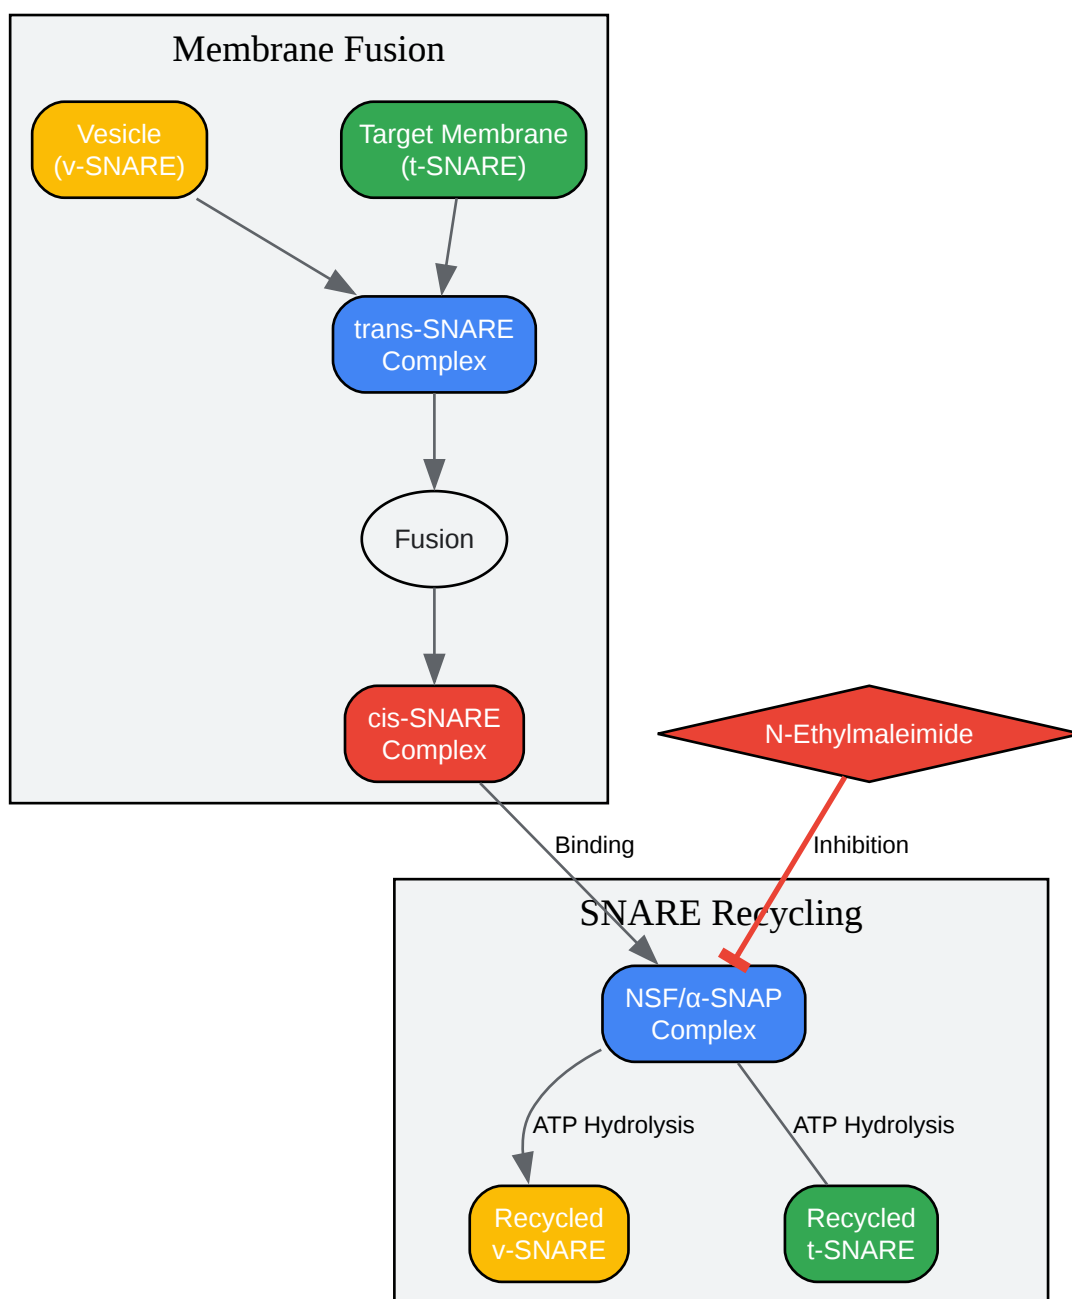 Membrane Fusion
Vesicle
(v-SNARE)
Target Membrane
(t-SNARE)
trans-SNARE
Complex
Fusion
cis-SNARE
Complex
N-Ethylmaleimide
Binding
Inhibition
SNARE Recycling
NSF/α-SNAP
Complex
ATP Hydrolysis
ATP Hydrolysis
Recycled
v-SNARE
Recycled
t-SNARE